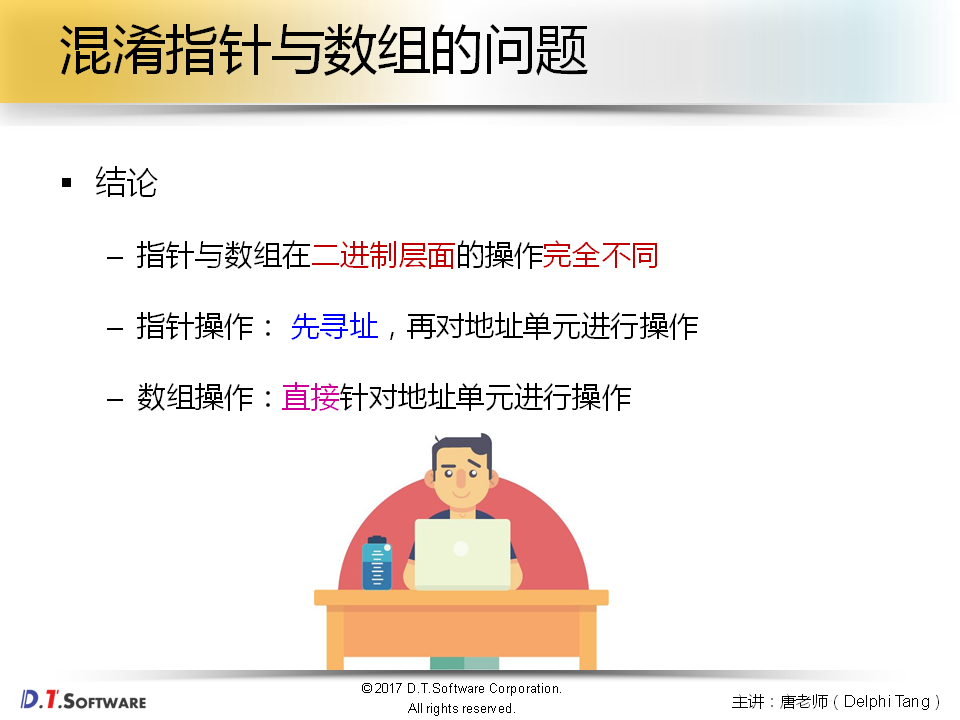 混淆指针与数组的问题
▪ 结论
– 指针与数组在二进制层面的操作完全不同
– 指针操作： 先寻址，再对地址单元进行操作
– 数组操作：直接针对地址单元进行操作
D.T.SOFTWARE
©2017 D.T.Software Corporation.
All rights reserved.
主讲：唐老师（Delphi Tang）